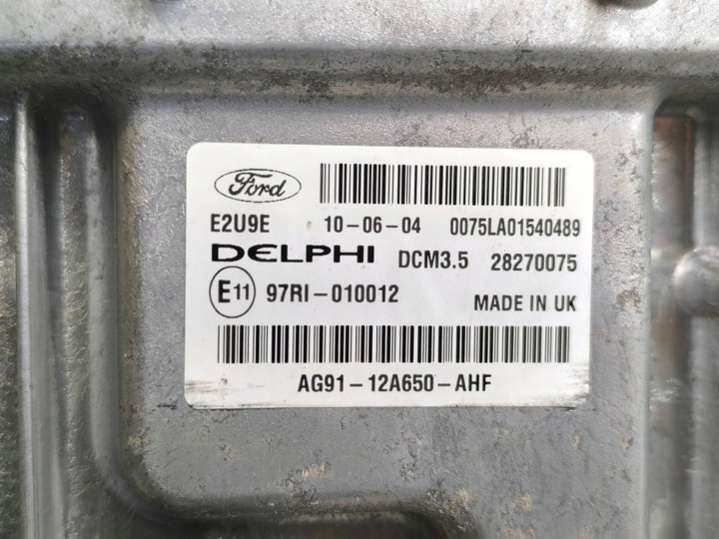 Ford
E2U9E 10-06-04 0075LA01540489
DELPHI DCM3.5 28270075
E11 97RI-010012 MADE IN UK
AG91-12A650-AHF